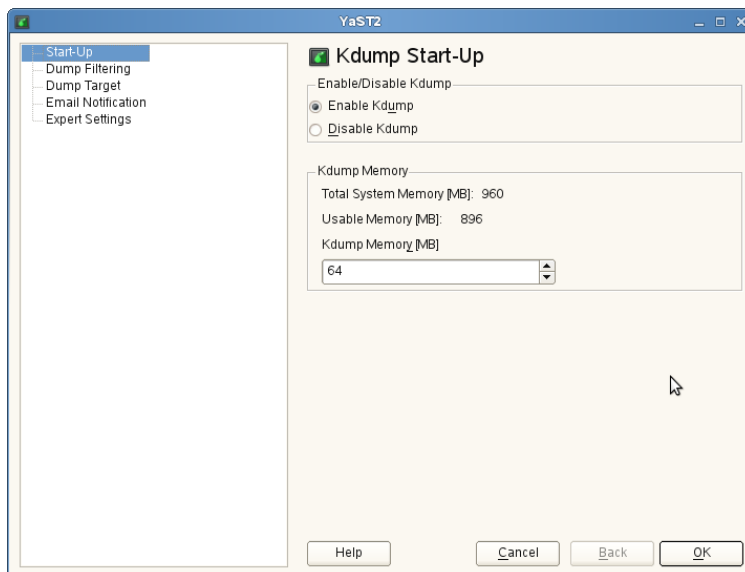 YaST2
Start-Up
Dump Filtering
Dump Target
Email Notification
Expert Settings
Kdump Start-Up
Enable/Disable Kdump
Enable Kdump
Disable Kdump
Kdump Memory
Total System Memory [MB]: 960
Usable Memory [MB]: 896
Kdump Memory [MB]
64
Help
Cancel
Back
OK